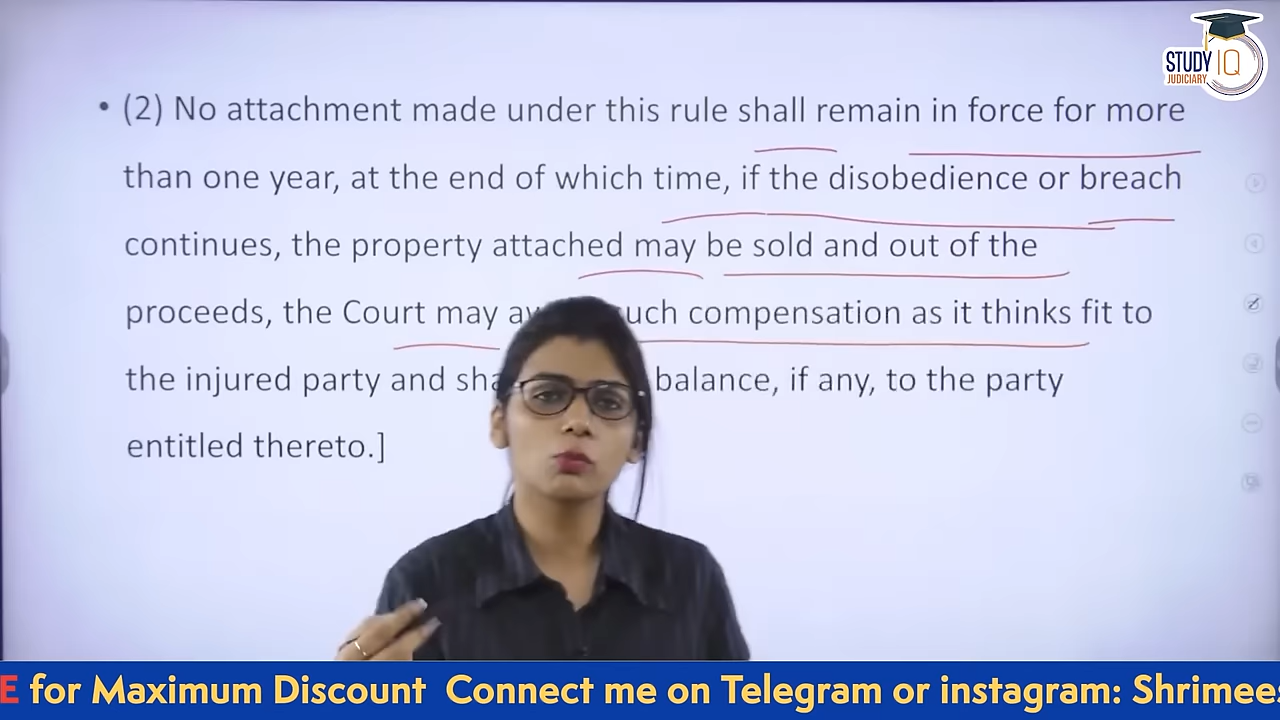 STUDY IQ
JUDICIARY
• (2) No attachment made under this rule shall remain in force for more
than one year, at the end of which time, if the disobedience or breach
continues, the property attached may be sold and out of the
proceeds, the Court may such compensation as it thinks fit to
the injured party and balance, if any, to the party
entitled thereto.]
E for Maximum Discount Connect me on Telegram or instagram: